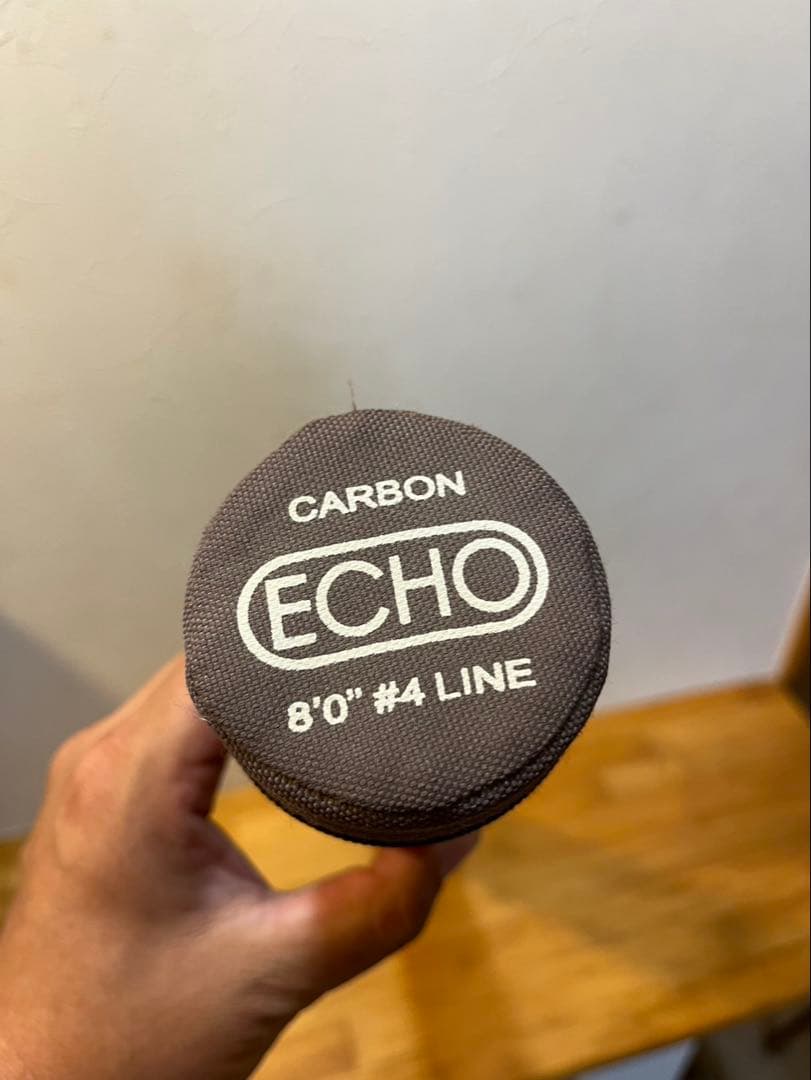 CARBON
ECHO
8'0" #4 LINE